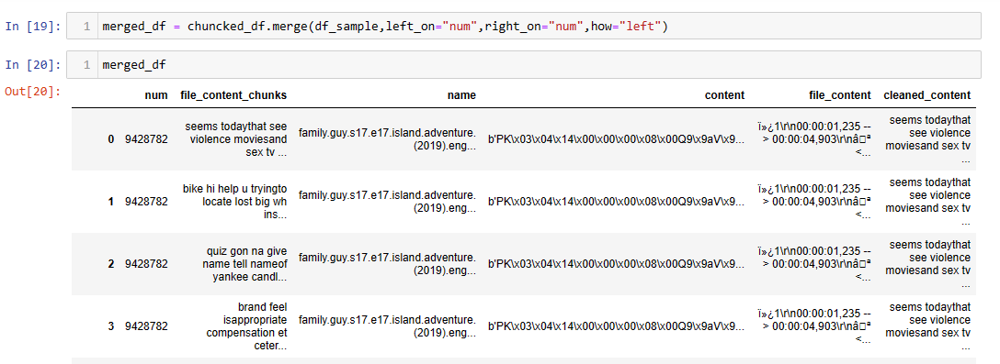 In [19]: 1 merged_df = chuncked_df.merge(df_sample,left_on="num",right_on="num",how="left")
In [20]: 1 merged_df
Out[20]:
num file_content_chunks name content file_content cleaned_content
0 9428782 seems todaythat see violence moviesand sex tv ... family.guy.s17.e17.island.adventure.(2019).eng... b'PK\x03\x04\x14\x00\x00\x00\x08\x00Q9\x9aV\x9... ï»¿1\r\n00:00:01,235 --> 00:00:04,903\r\nâ□ª<... seems todaythat see violence moviesand sex tv ...
1 9428782 bike hi help u tryingto locate lost big wh ins... family.guy.s17.e17.island.adventure.(2019).eng... b'PK\x03\x04\x14\x00\x00\x00\x08\x00Q9\x9aV\x9... ï»¿1\r\n00:00:01,235 --> 00:00:04,903\r\nâ□ª<... seems todaythat see violence moviesand sex tv ...
2 9428782 quiz gon na give name tell nameof yankee candl... family.guy.s17.e17.island.adventure.(2019).eng... b'PK\x03\x04\x14\x00\x00\x00\x08\x00Q9\x9aV\x9... ï»¿1\r\n00:00:01,235 --> 00:00:04,903\r\nâ□ª<... seems todaythat see violence moviesand sex tv ...
3 9428782 brand feel isappropriate compensation et ceter... family.guy.s17.e17.island.adventure.(2019).eng... b'PK\x03\x04\x14\x00\x00\x00\x08\x00Q9\x9aV\x9... ï»¿1\r\n00:00:01,235 --> 00:00:04,903\r\nâ□ª<... seems todaythat see violence moviesand sex tv ...